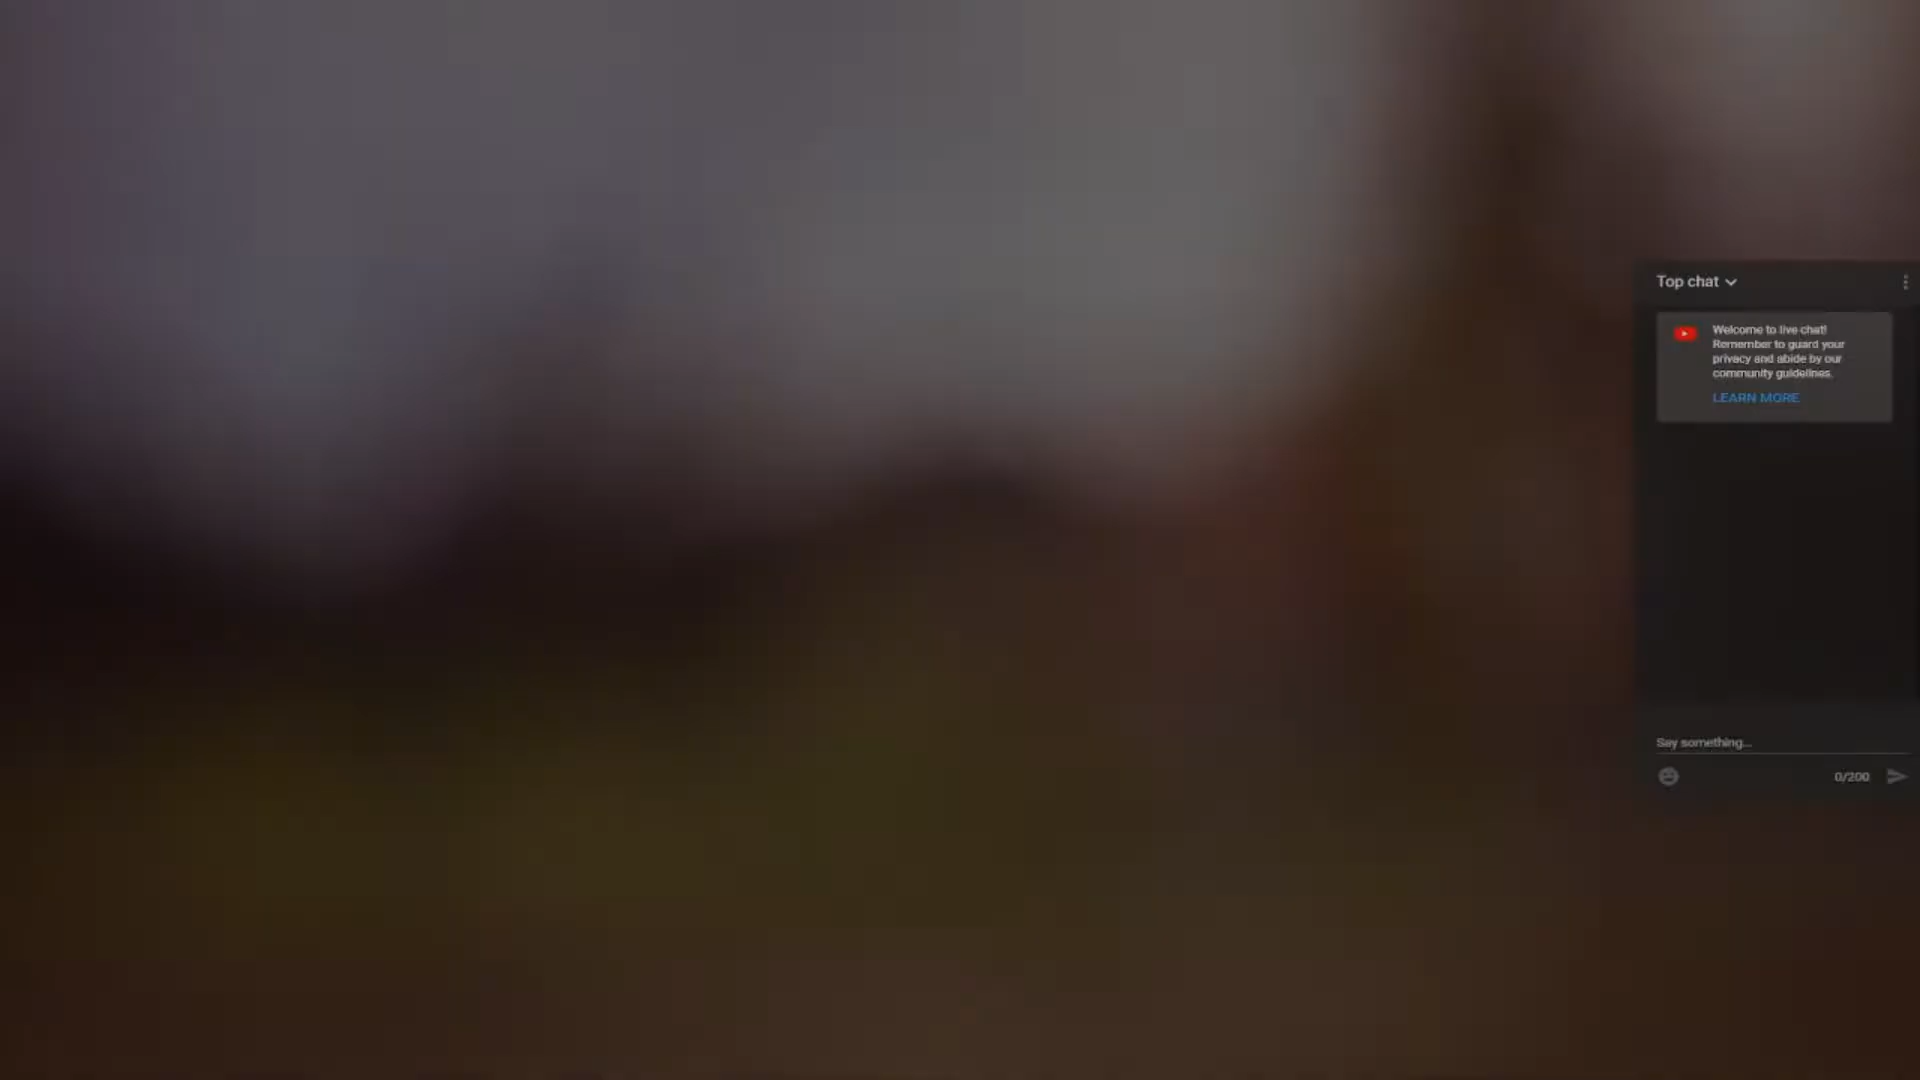 Top chat
Welcome to live chat!
Remember to guard your
privacy and abide by our
community guidelines.
LEARN MORE
Say something...
0/200